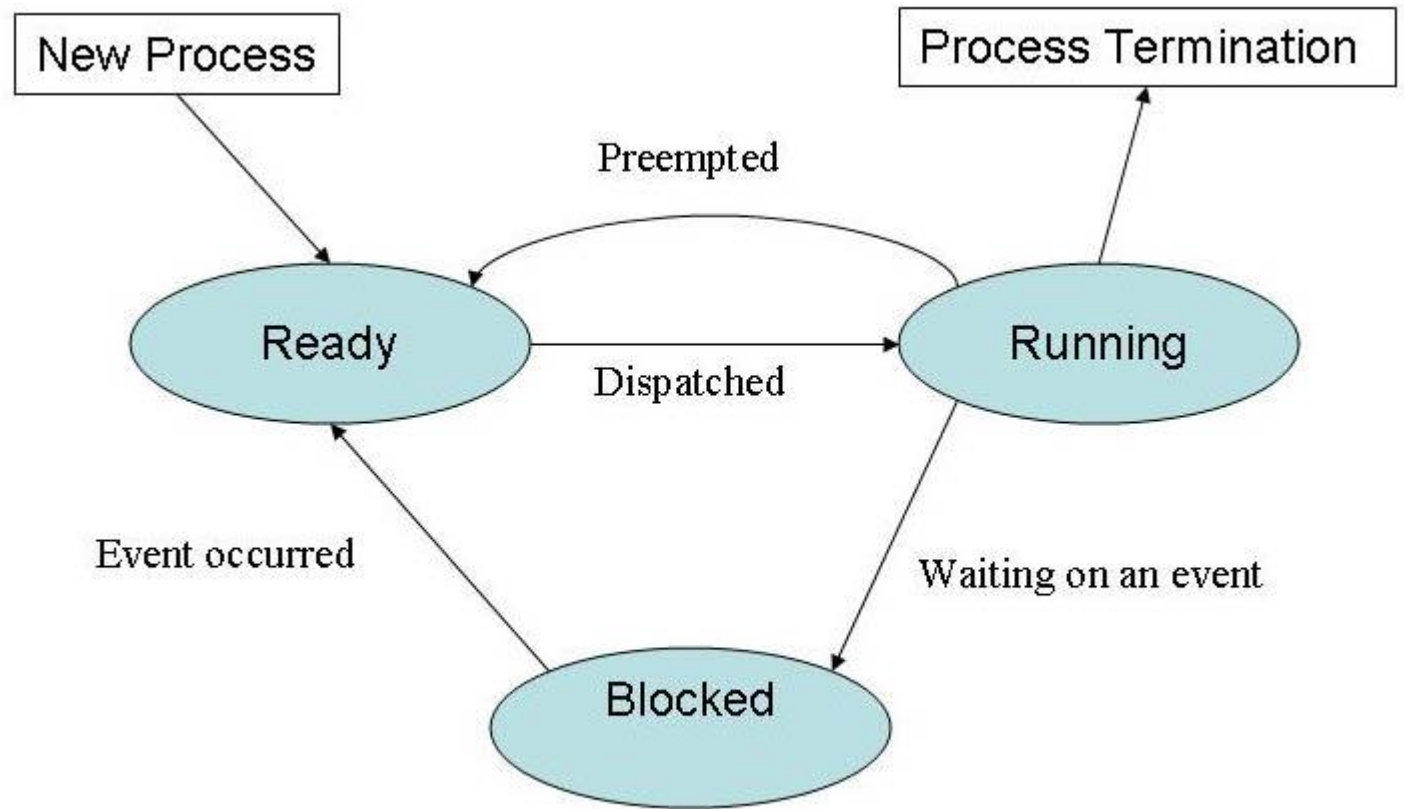 New Process
Process Termination
Preempted
Ready
Running
Dispatched
Event occurred
Waiting on an event
Blocked